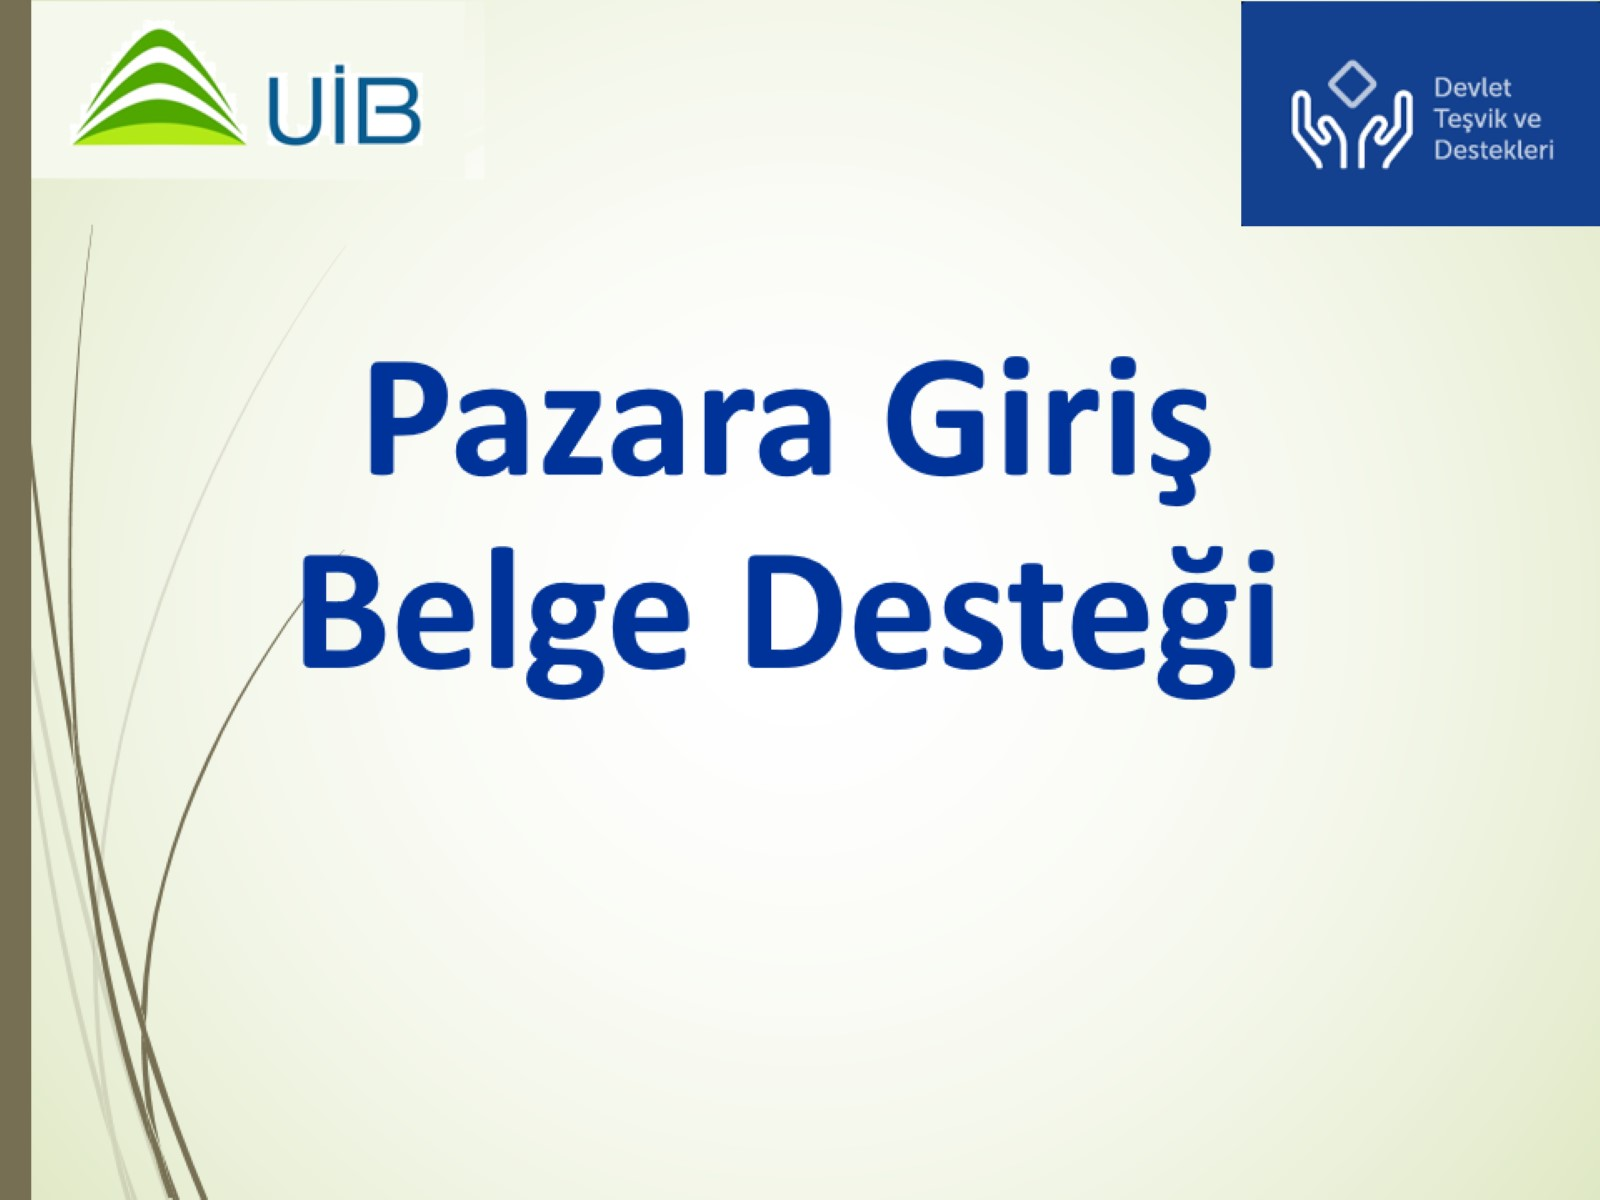 UİB
Devlet
Teşvik ve
Destekleri
Pazara Giriş
Belge Desteği